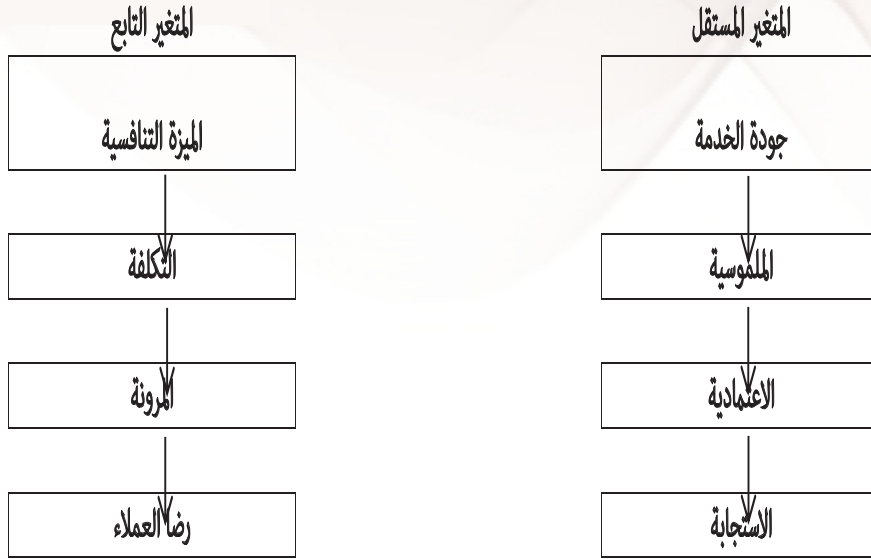 المتغير المستقل
جودة الخدمة
الملموسية
الاعتمادية
الاستجابة
المتغير التابع
الميزة التنافسية
التكلفة
المرونة
رضا العملاء